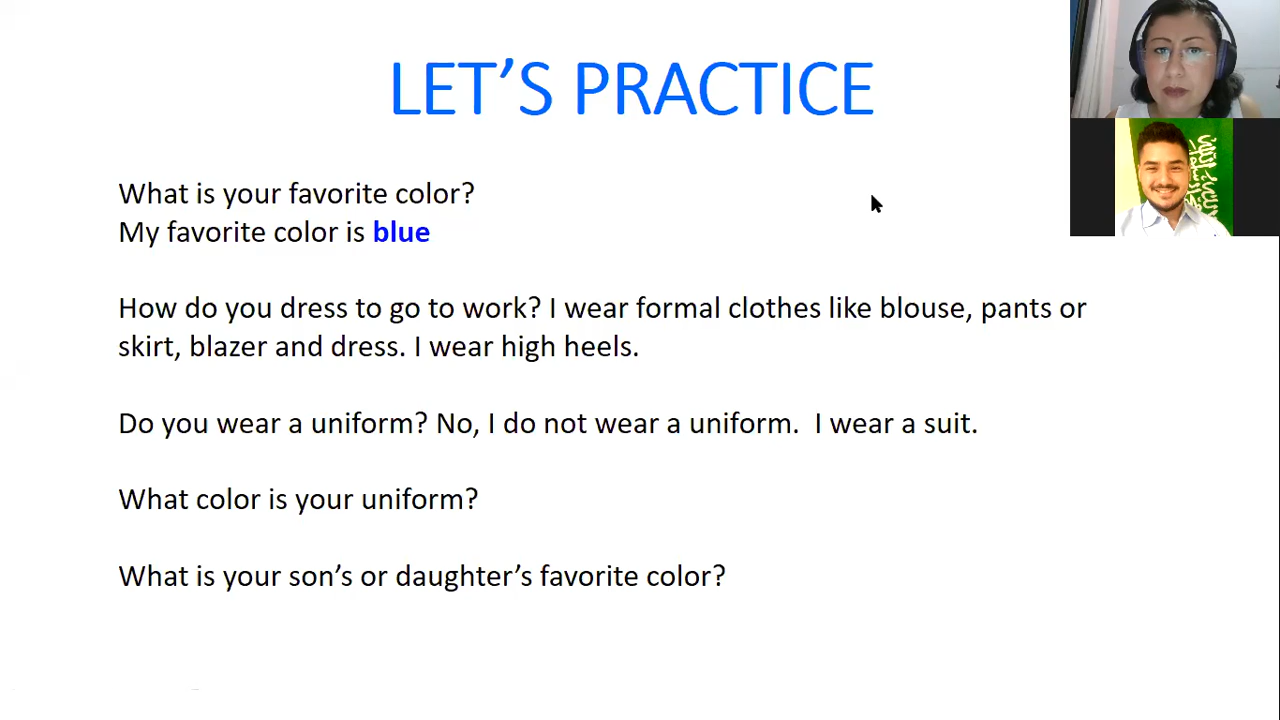 LET’S PRACTICE
What is your favorite color?
My favorite color is blue
How do you dress to go to work? I wear formal clothes like blouse, pants or
skirt, blazer and dress. I wear high heels.
Do you wear a uniform? No, I do not wear a uniform.  I wear a suit.
What color is your uniform?
What is your son’s or daughter’s favorite color?